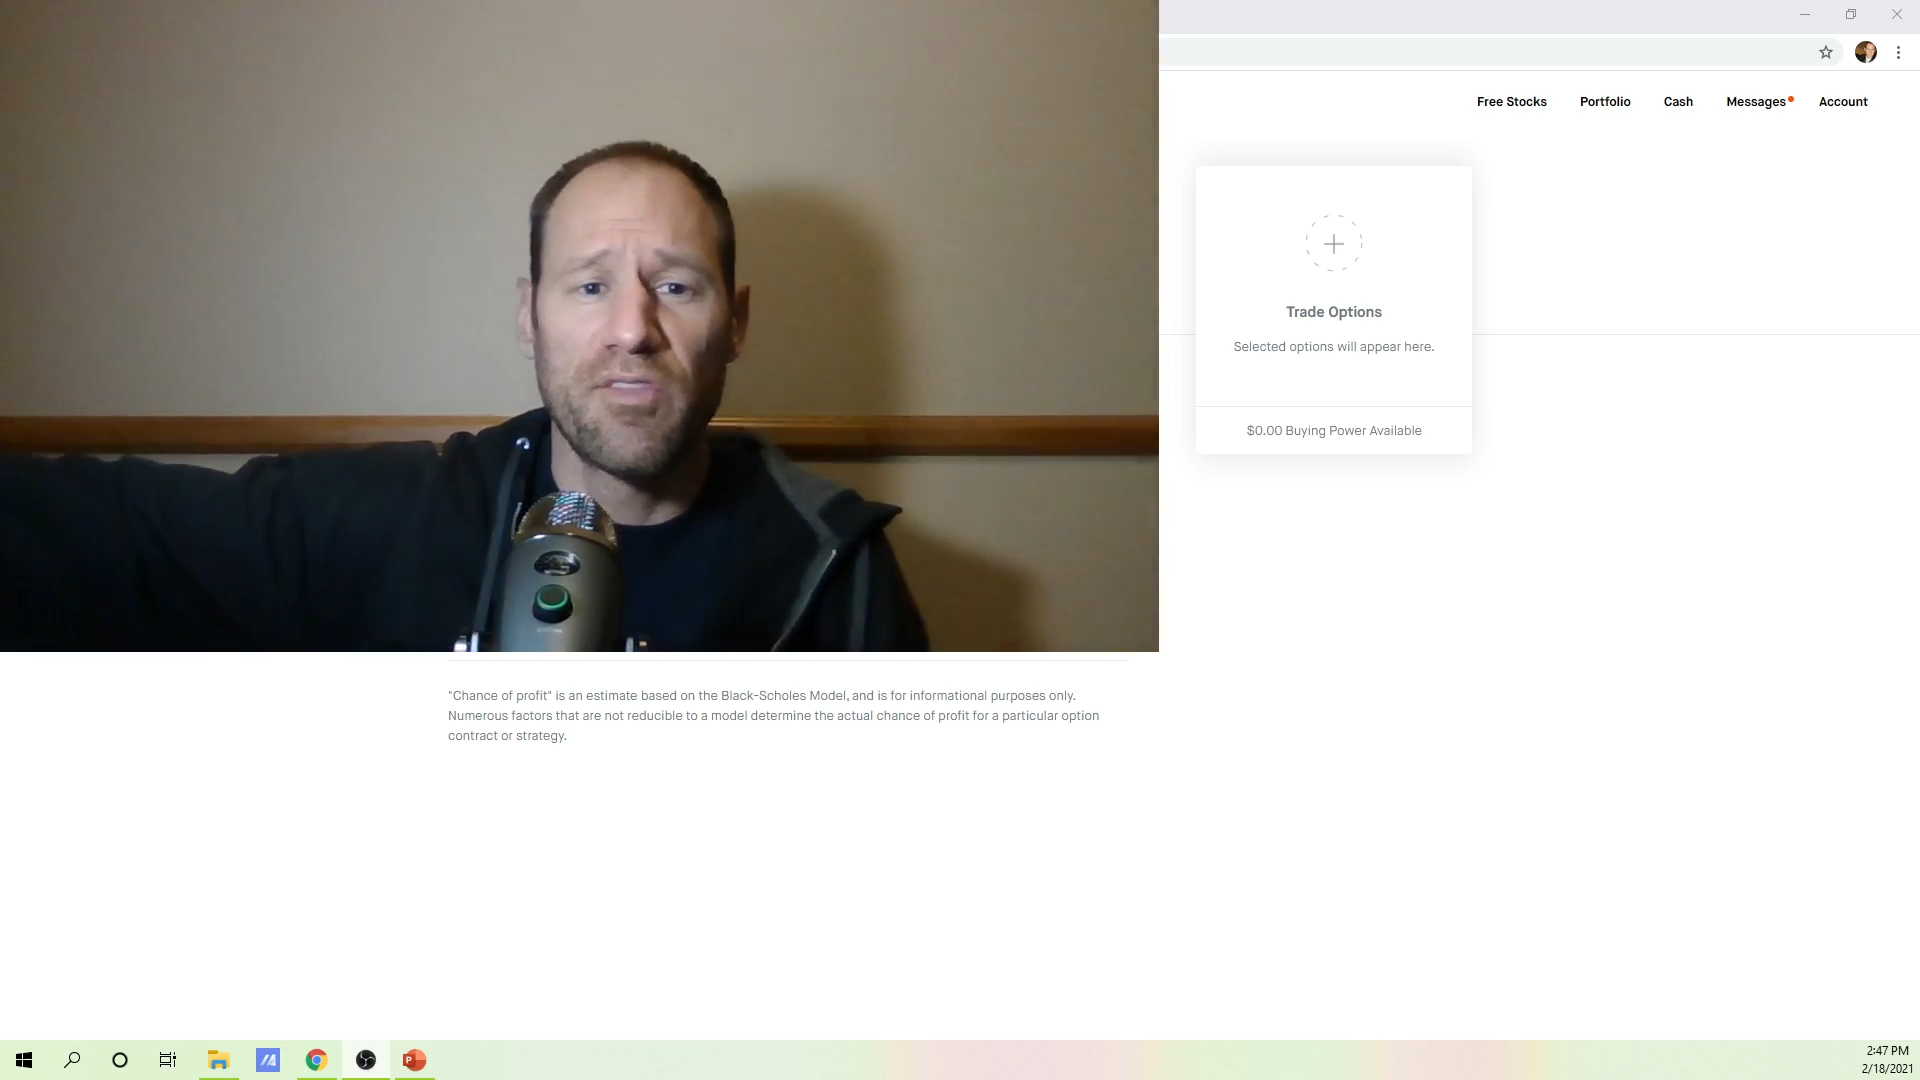 Free Stocks
Portfolio
Cash
Messages
Account
Trade Options
Selected options will appear here.
$0.00 Buying Power Available
"Chance of profit" is an estimate based on the Black-Scholes Model, and is for informational purposes only.
Numerous factors that are not reducible to a model determine the actual chance of profit for a particular option
contract or strategy.
2:47 PM
2/18/2021